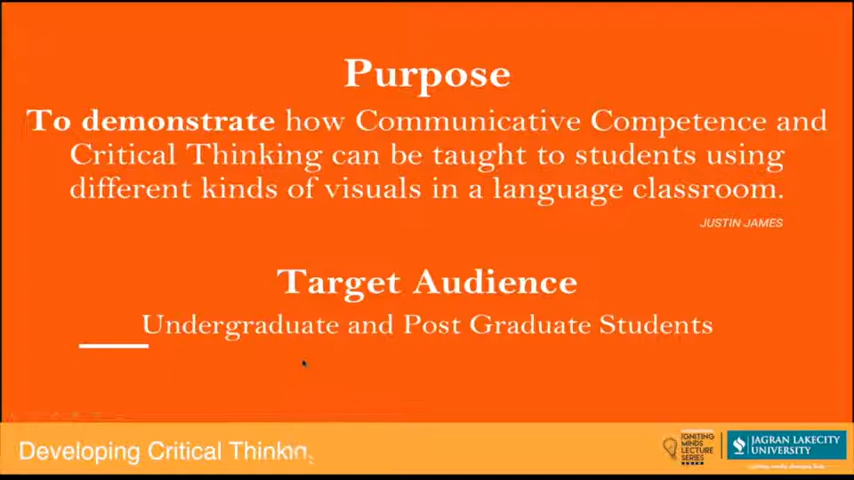 Purpose
To demonstrate how Communicative Competence and
Critical Thinking can be taught to students using
different kinds of visuals in a language classroom.
JUSTIN JAMES
Target Audience
Undergraduate and Post Graduate Students
Developing Critical
IGNITING
MINDS
LECTURE
SERIES
JAGRAN LAKECITY
UNIVERSITY